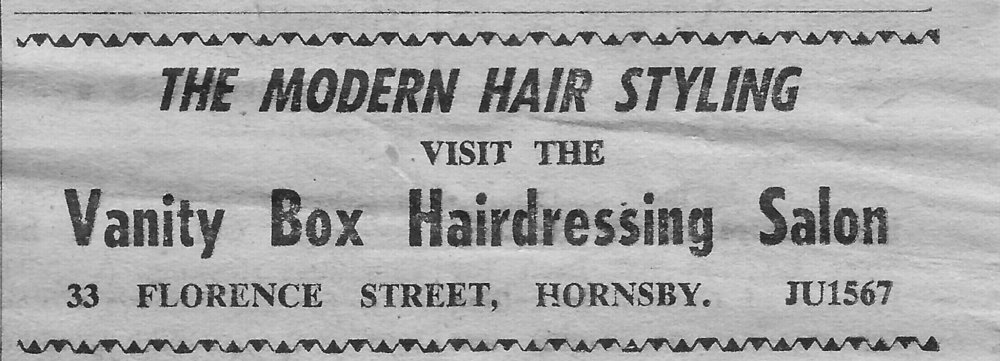 THE MODERN HAIR STYLING
VISIT THE
Vanity Box Hairdressing Salon
33 FLORENCE STREET, HORNSBY. JU1567